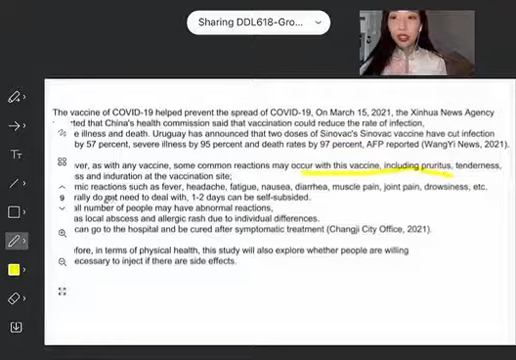 Sharing DDL618-Gro...
The vaccine of COVID-19 helped prevent the spread of COVID-19, On March 15, 2021, the Xinhua News Agency
ted that China's health commission said that vaccination could reduce the rate of infection,
e illness and death. Uruguay has announced that two doses of Sinovac's Sinovac vaccine have cut infection
by 57 percent, severe illness by 95 percent and death rates by 97 percent, AFP reported (WangYi News, 2021).
ver, as with any vaccine, some common reactions may occur with this vaccine, including pruritus, tenderness,
ss and induration at the vaccination site;
mic reactions such as fever, headache, fatigue, nausea, diarrhea, muscle pain, joint pain, drowsiness, etc.
9 rally do not need to deal with, 1-2 days can be self-subsided.
all number of people may have abnormal reactions,
as local abscess and allergic rash due to individual differences.
can go to the hospital and be cured after symptomatic treatment (Changji City Office, 2021).
fore, in terms of physical health, this study will also explore whether people are willing
ecessary to inject if there are side effects.